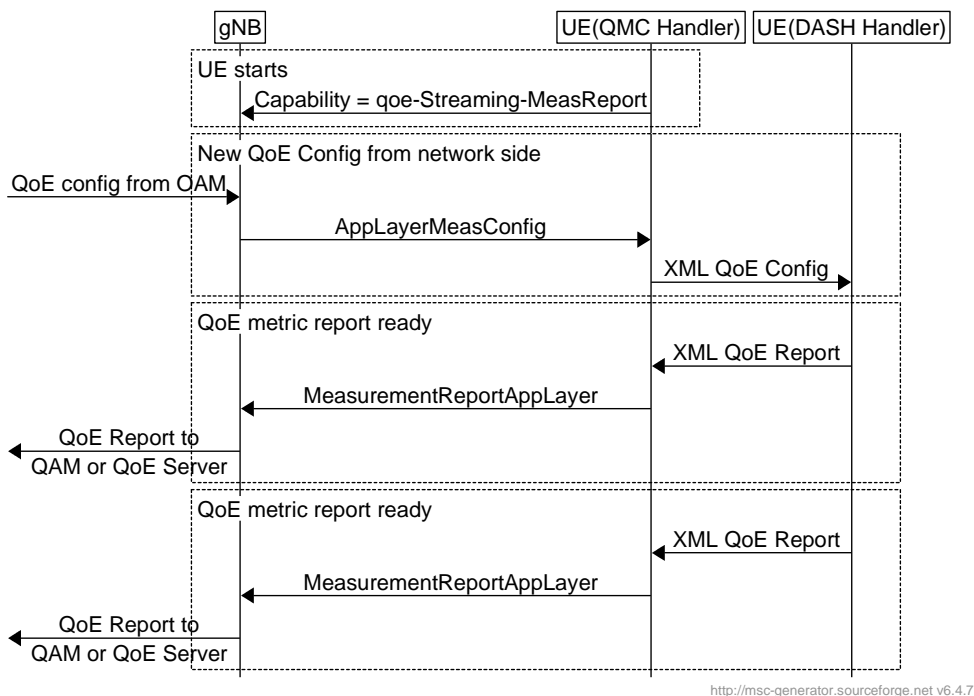 gNB
UE(QMC Handler)
UE(DASH Handler)
UE starts
Capability = qoe-Streaming-MeasReport
New QoE Config from network side
QoE config from OAM
AppLayerMeasConfig
XML QoE Config
QoE metric report ready
XML QoE Report
MeasurementReportAppLayer
QoE Report to
QAM or QoE Server
QoE metric report ready
XML QoE Report
MeasurementReportAppLayer
QoE Report to
QAM or QoE Server
http://msc-generator.sourceforge.net v6.4.7